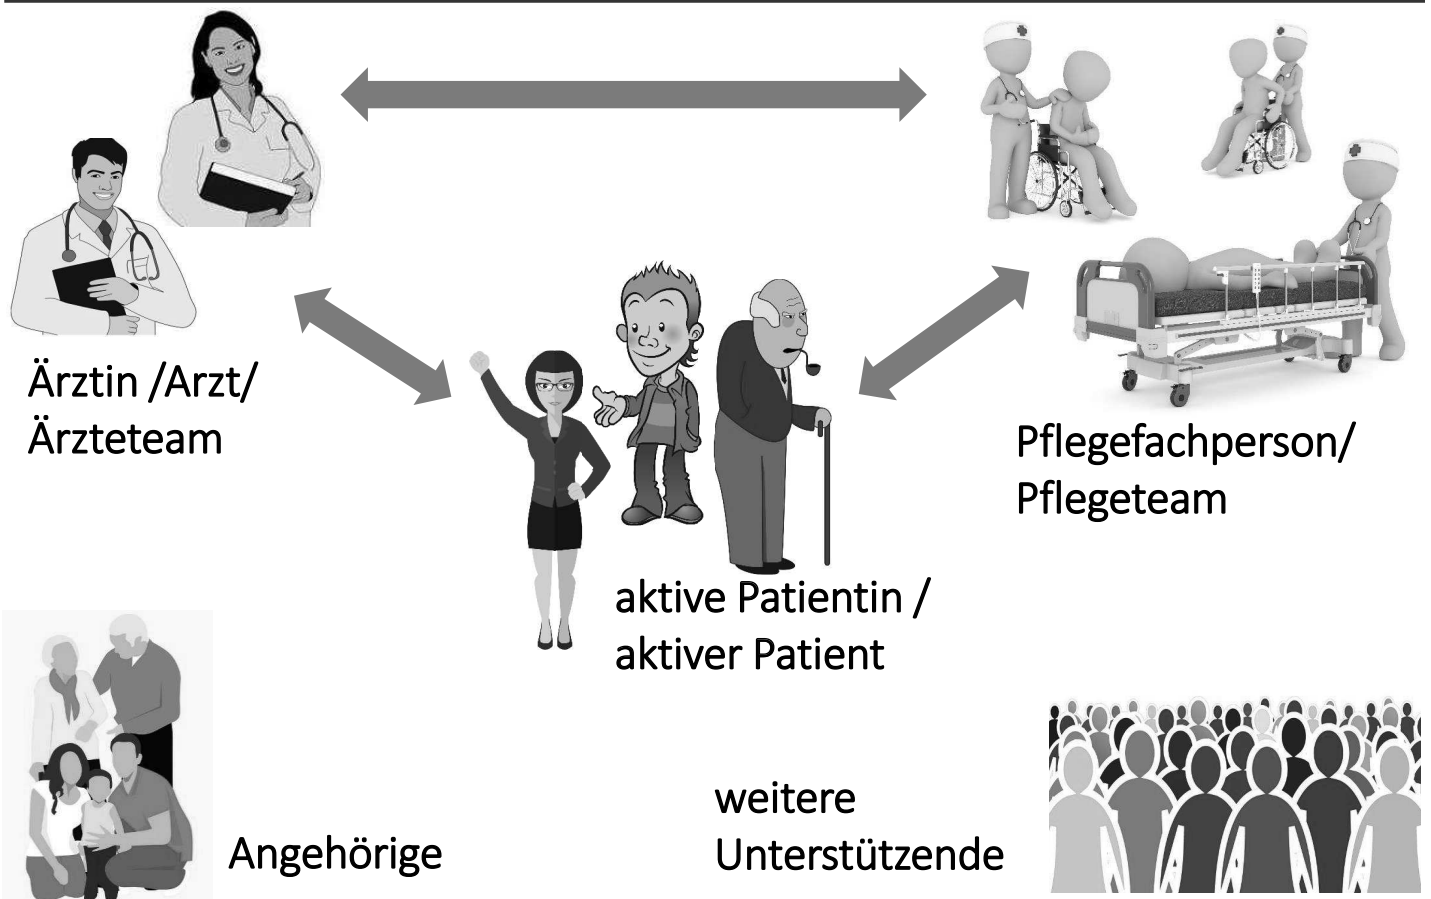 Ärztin /Arzt/
Ärzteteam
Pflegefachperson/
Pflegeteam
aktive Patientin /
aktiver Patient
Angehörige
weitere
Unterstützende